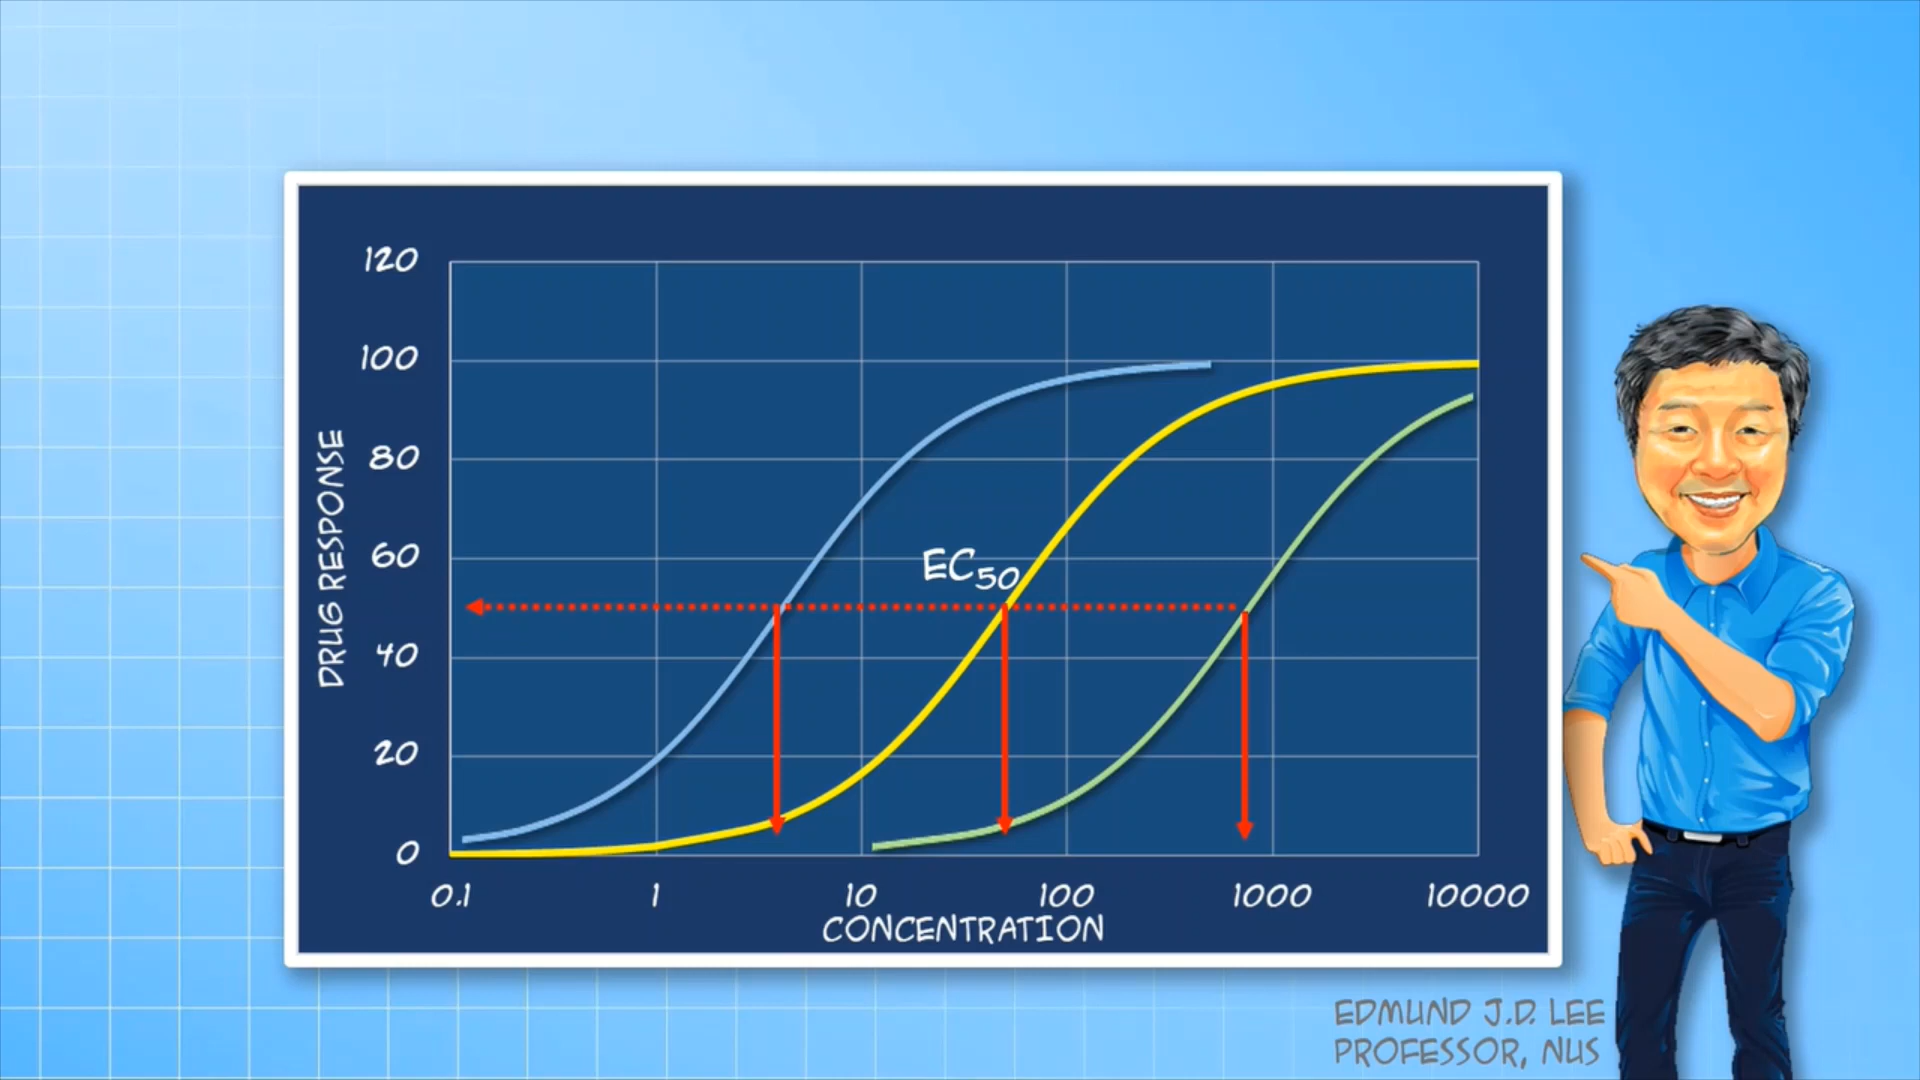 120
100
80
60
40
20
0
DRUG RESPONSE
EC50
0.1 1 10 100 1000 10000
CONCENTRATION
EDMUND J.D. LEE
PROFESSOR, NUS